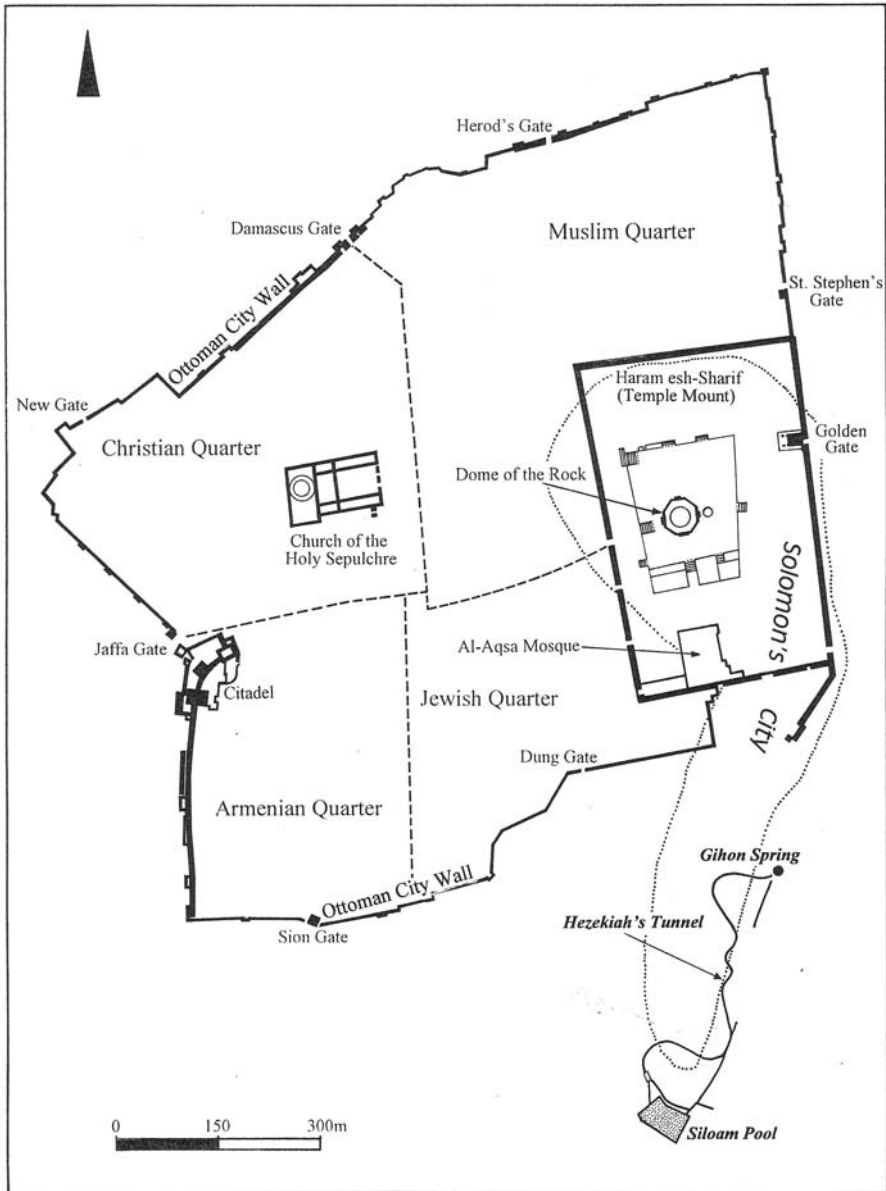 Herod's Gate
Damascus Gate
Muslim Quarter
Ottoman City Wall
St. Stephen's
Gate
New Gate
Haram esh-Sharif
(Temple Mount)
Christian Quarter
Golden
Gate
Dome of the Rock
Church of the
Holy Sepulchre
Solomon's
City
Jaffa Gate
Al-Aqsa Mosque
Citadel
Jewish Quarter
Dung Gate
Armenian Quarter
Gihon Spring
Ottoman City Wall
Hezekiah's Tunnel
Sion Gate
0 150 300m
Siloam Pool